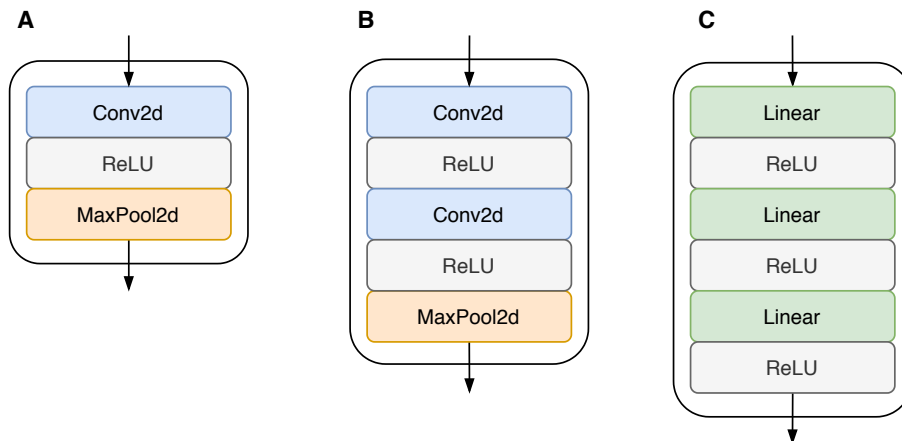 A
Conv2d
ReLU
MaxPool2d
B
Conv2d
ReLU
Conv2d
ReLU
MaxPool2d
C
Linear
ReLU
Linear
ReLU
Linear
ReLU